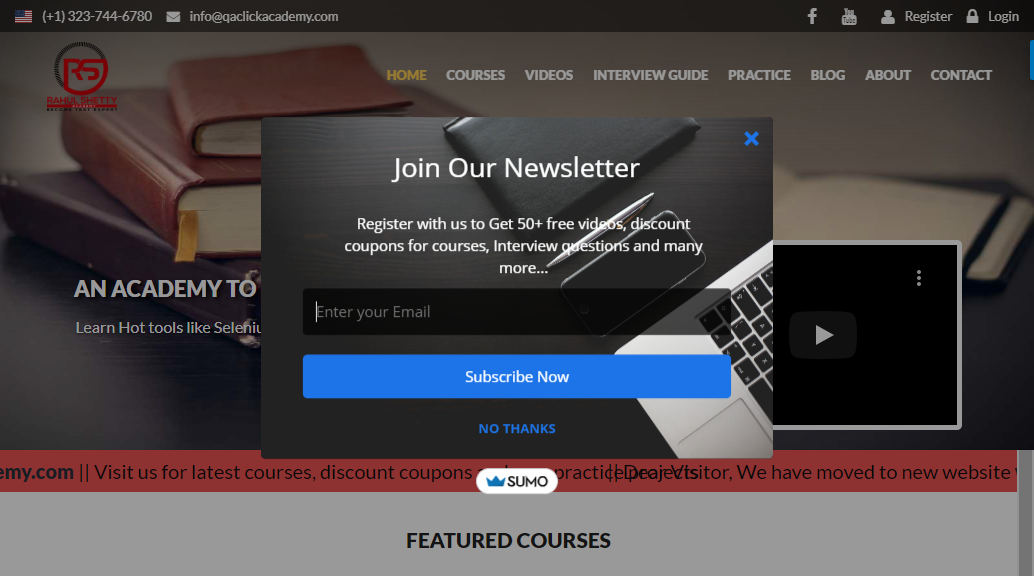 (+1) 323-744-6780 info@qaclickacademy.com
Register Login
RS
RAHUL SHETTY
ACADEMY
HOME COURSES VIDEOS INTERVIEW GUIDE PRACTICE BLOG ABOUT CONTACT
Join Our Newsletter
Register with us to Get 50+ free videos, discount
coupons for courses, Interview questions and many
more...
AN ACADEMY TO
Learn Hot tools like
Enter your Email
Subscribe Now
NO THANKS
emy.com || Visit us for latest courses, discount coupons practice projects
|| Dear Visitor, We have moved to new website
SUMO
FEATURED COURSES